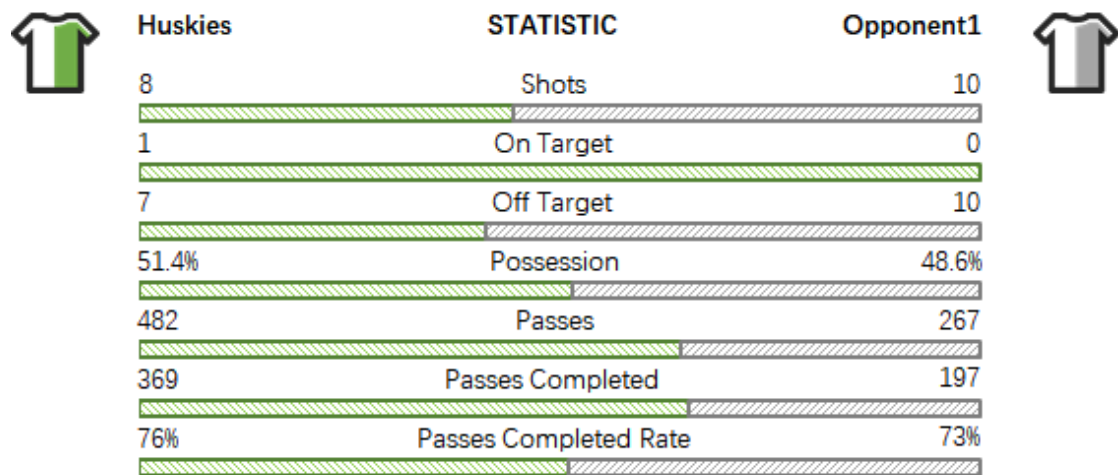 Huskies STATISTIC Opponent1
8 Shots 10
1 On Target 0
7 Off Target 10
51.4% Possession 48.6%
482 Passes 267
369 Passes Completed 197
76% Passes Completed Rate 73%